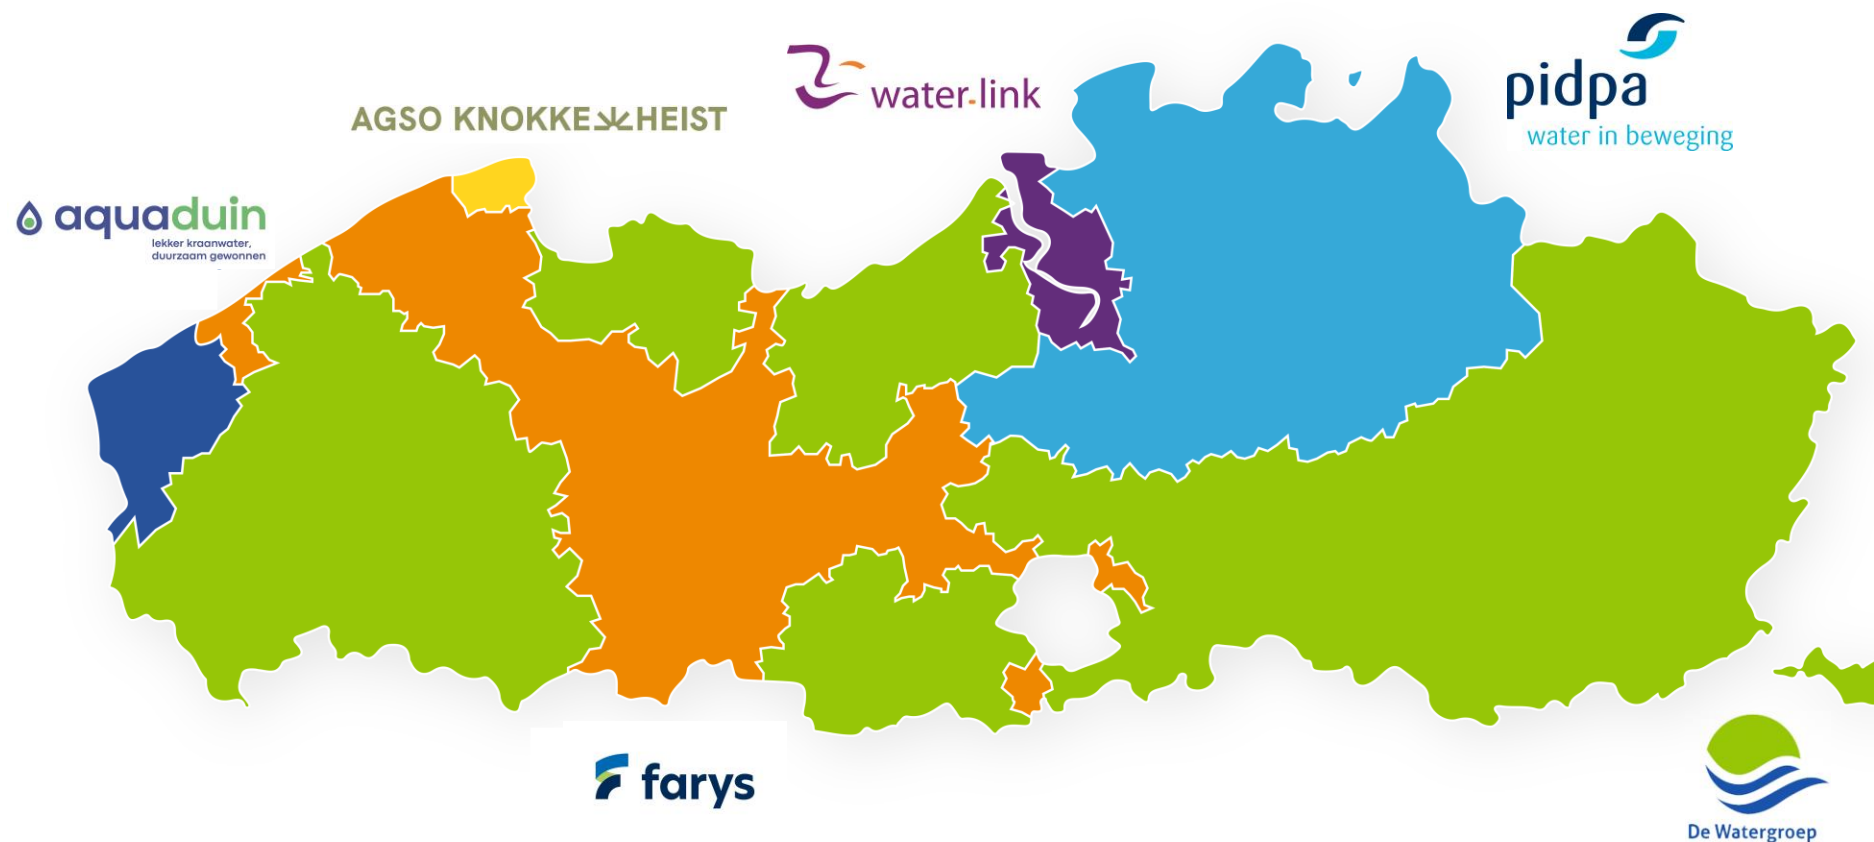 water-link
pidpa
water in beweging
AGSO KNOKKE HEIST
aquaduin
lekker kraanwater,
duurzaam gewonnen
farys
De Watergroep